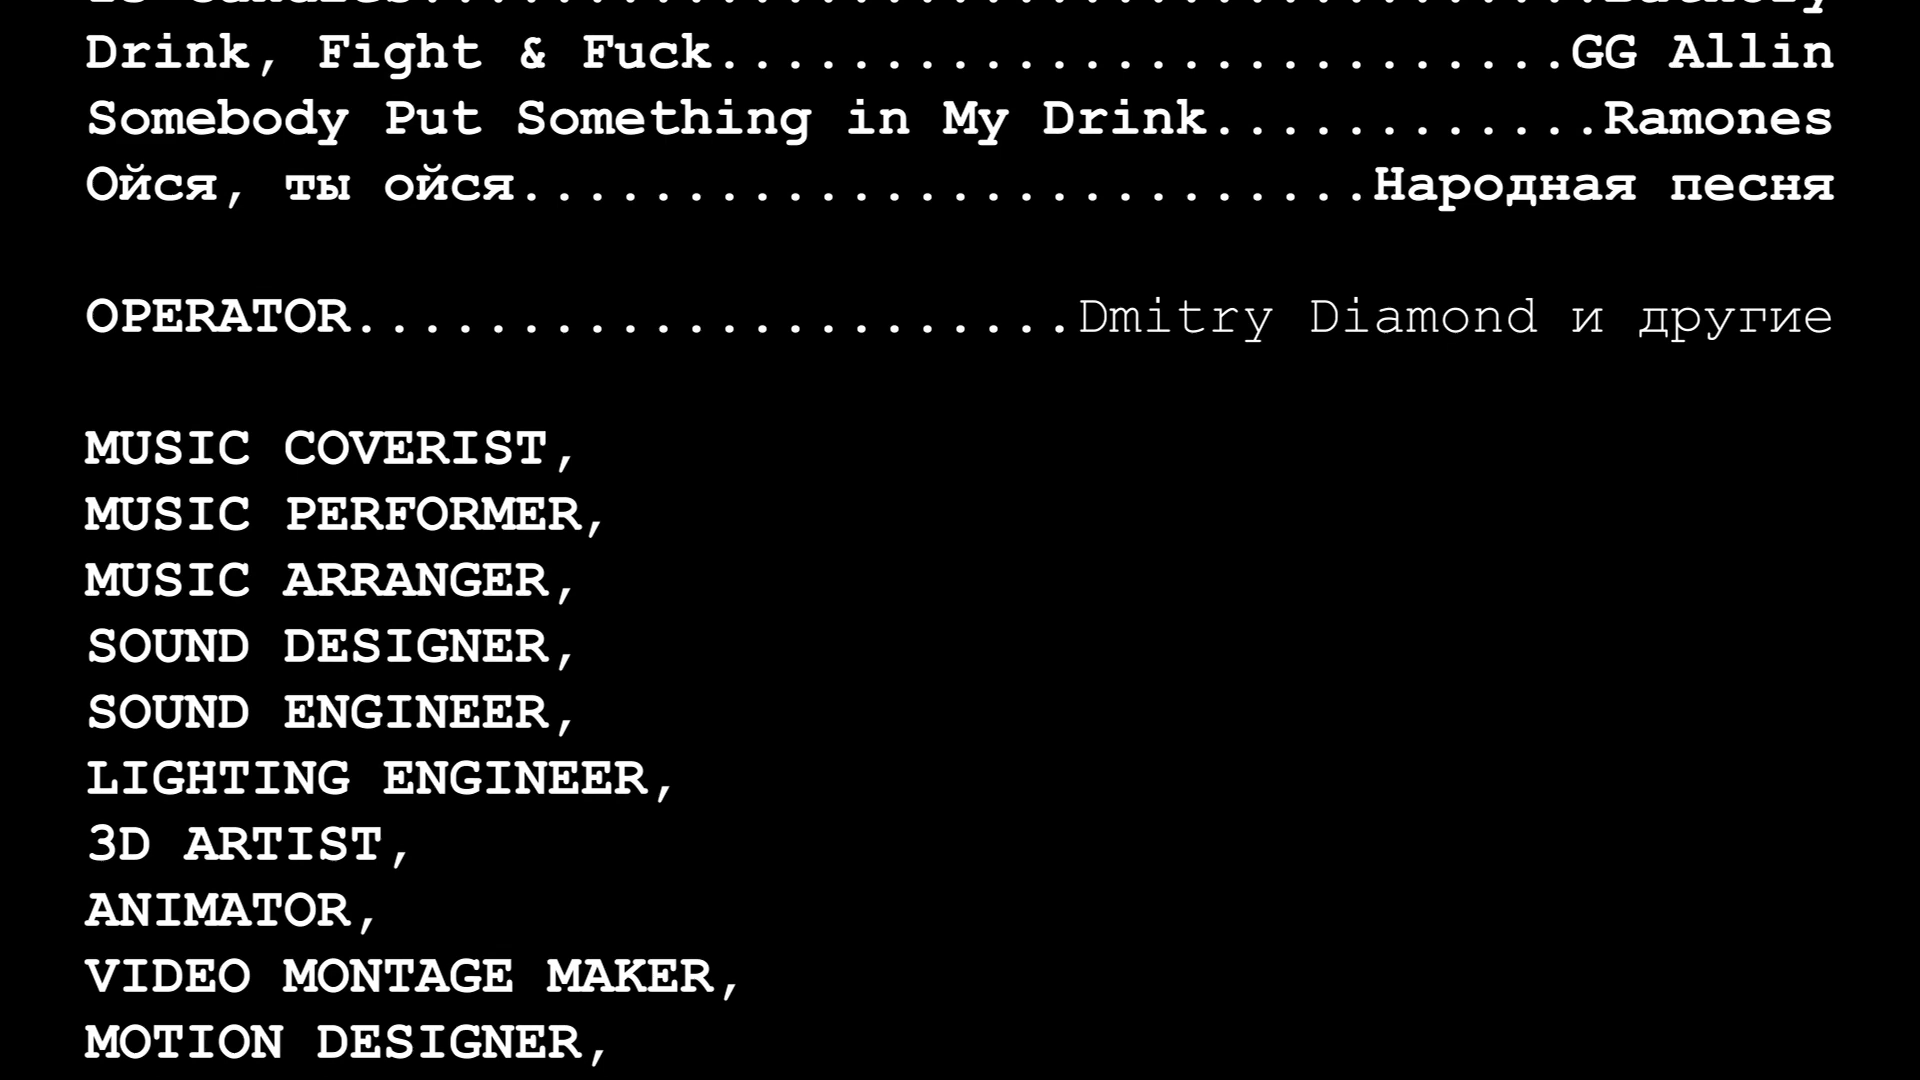 Drink, Fight & Fuck...........................GG Allin
Somebody Put Something in My Drink............Ramones
Ойся, ты ойся..........................Народная песня
OPERATOR......................Dmitry Diamond и другие
MUSIC COVERIST,
MUSIC PERFORMER,
MUSIC ARRANGER,
SOUND DESIGNER,
SOUND ENGINEER,
LIGHTING ENGINEER,
3D ARTIST,
ANIMATOR,
VIDEO MONTAGE MAKER,
MOTION DESIGNER,